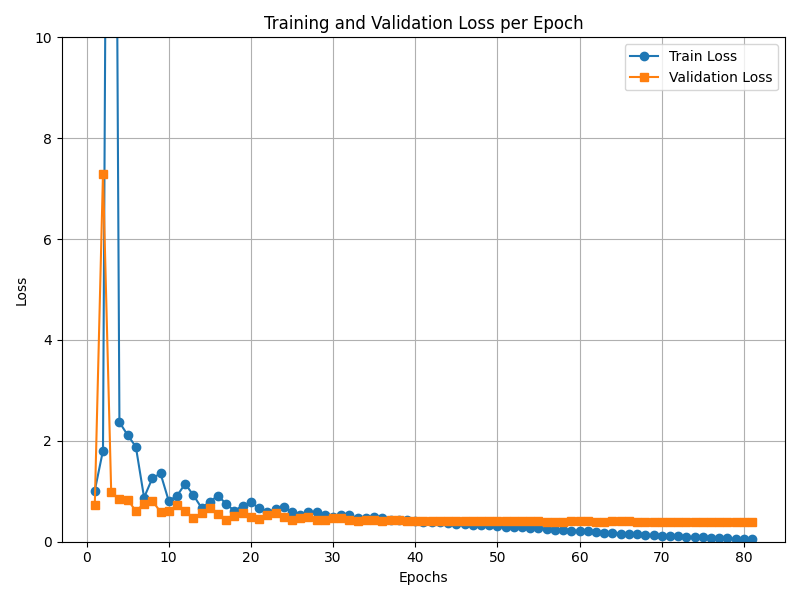 Training and Validation Loss per Epoch
Train Loss
Validation Loss
Loss
10
8
6
4
2
0
0 10 20 30 40 50 60 70 80
Epochs